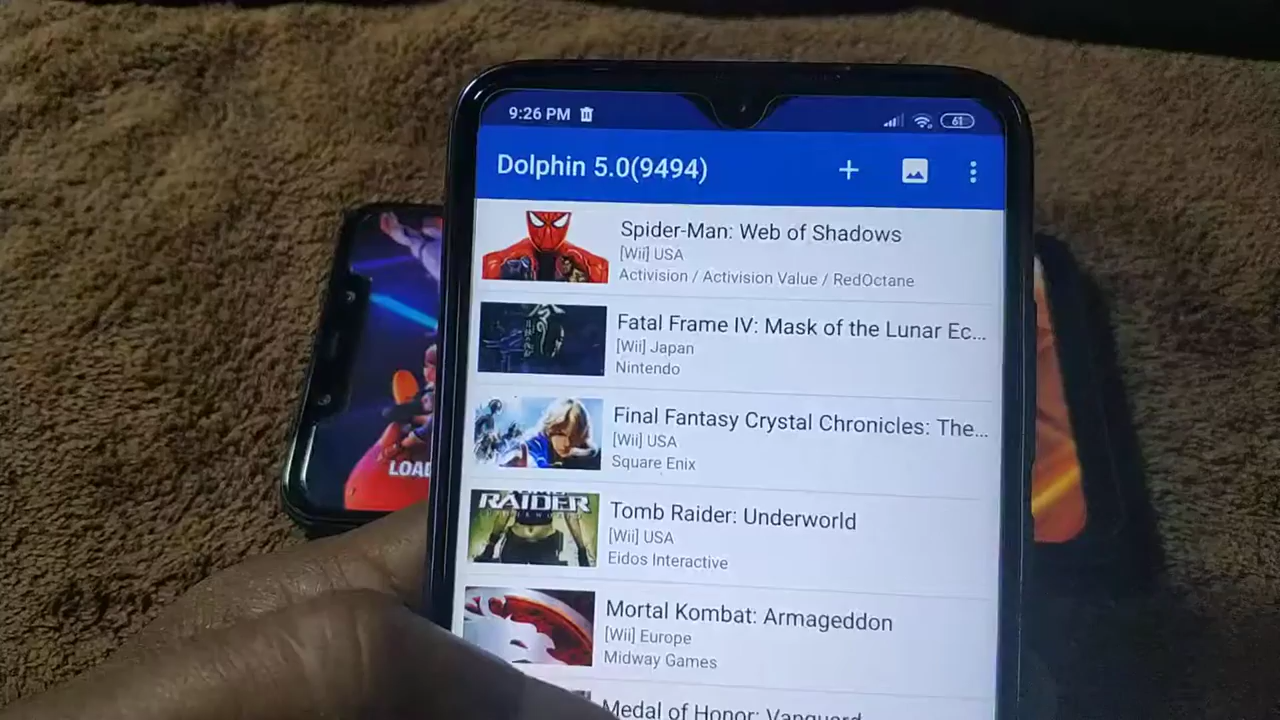 9:26 PM
61
Dolphin 5.0(9494)
Spider-Man: Web of Shadows
[Wii] USA
Activision / Activision Value / RedOctane
Fatal Frame IV: Mask of the Lunar Ec...
[Wii] Japan
Nintendo
Final Fantasy Crystal Chronicles: The...
[Wii] USA
Square Enix
RAIDER
Tomb Raider: Underworld
[Wii] USA
Eidos Interactive
Mortal Kombat: Armageddon
[Wii] Europe
Midway Games
Medal of Honor: Vanguard
LOAD